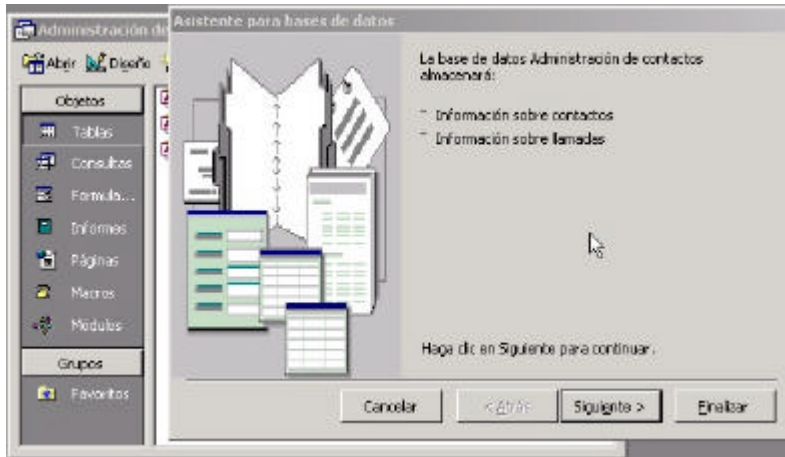 Administración de
Asistente para bases de datos
Abrir Diseño
Objetos
Tablas
Consultas
Formula...
Informes
Páginas
Macros
Módulos
Grupos
Favoritos
La base de datos Administración de contactos
almacenará:
- Información sobre contactos
- Información sobre llamadas
Haga clic en Siguiente para continuar.
Cancelar
< Atrás
Siguiente >
Finalizar